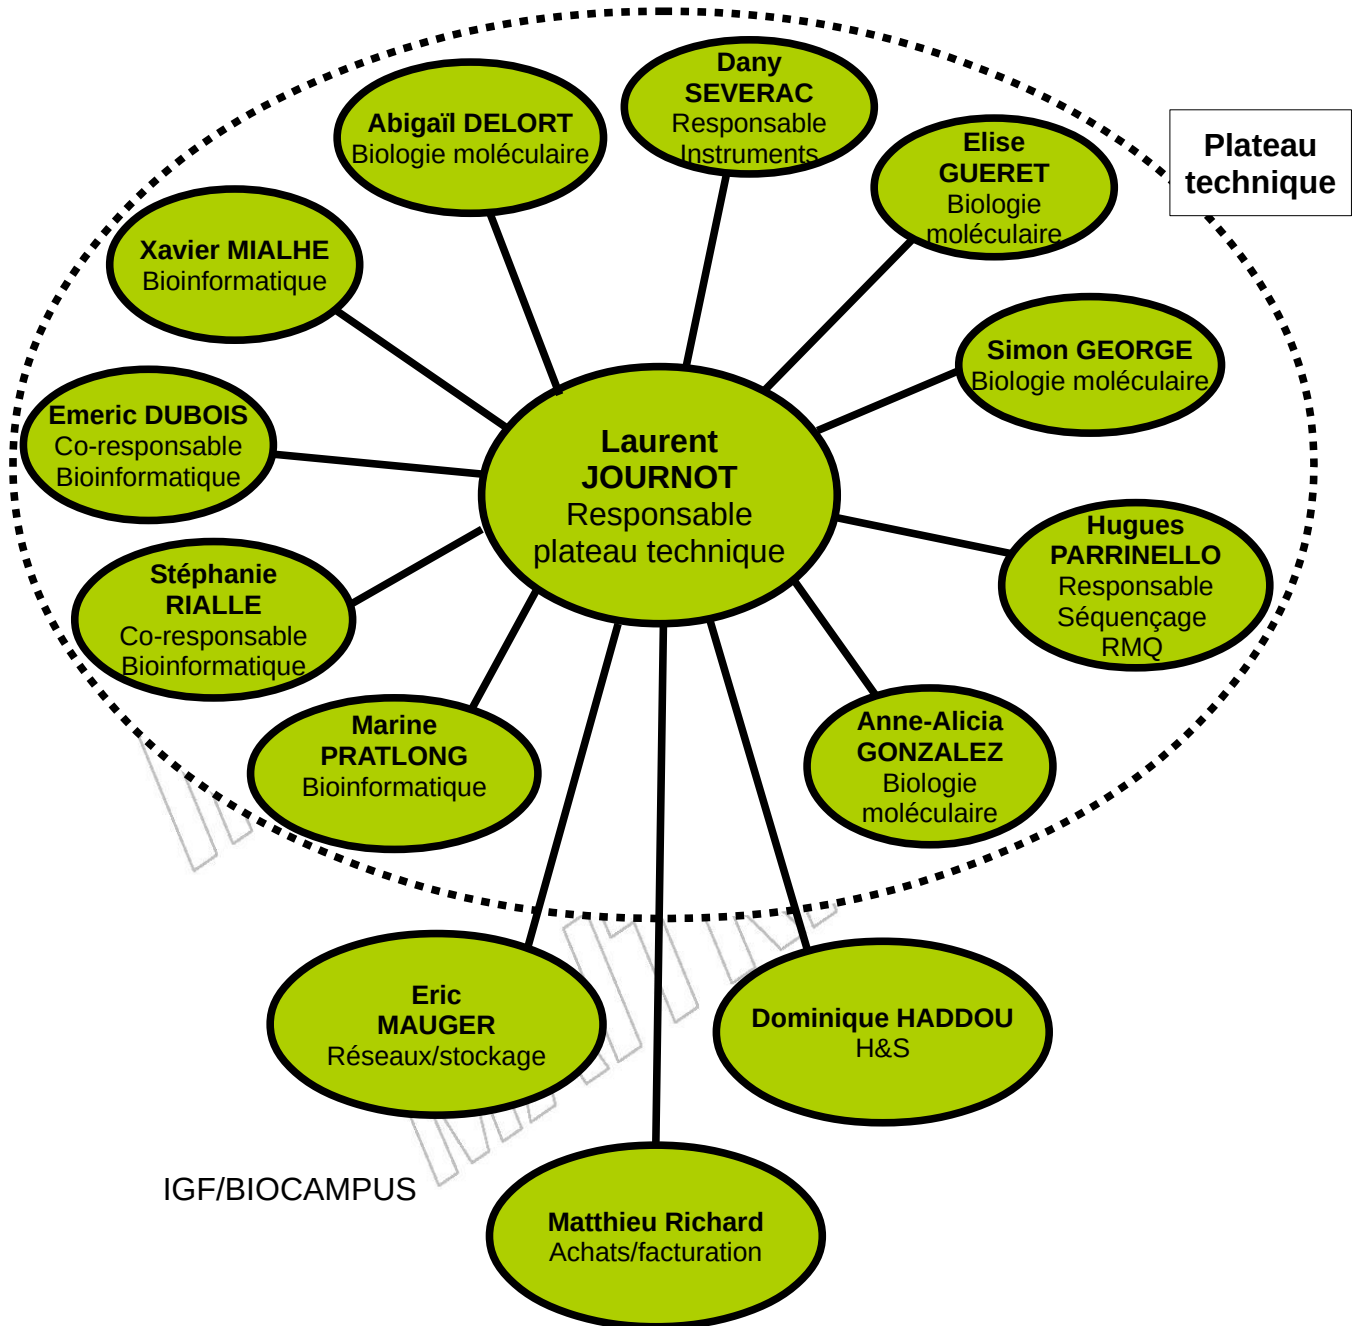 Dany
SEVERAC
Responsable
Instruments
Abigaïl DELORT
Biologie moléculaire
Elise
GUERET
Biologie
moléculaire
Plateau
technique
Xavier MIALHE
Bioinformatique
Simon GEORGE
Biologie moléculaire
Emeric DUBOIS
Co-responsable
Bioinformatique
Laurent
JOURNOT
Responsable
plateau technique
Hugues
PARRINELLO
Responsable
Séquençage
RMQ
Stéphanie
RIALLE
Co-responsable
Bioinformatique
Marine
PRATLONG
Bioinformatique
Anne-Alicia
GONZALEZ
Biologie
moléculaire
Eric
MAUGER
Réseaux/stockage
Dominique HADDOU
H&S
IGF/BIOCAMPUS
Matthieu Richard
Achats/facturation